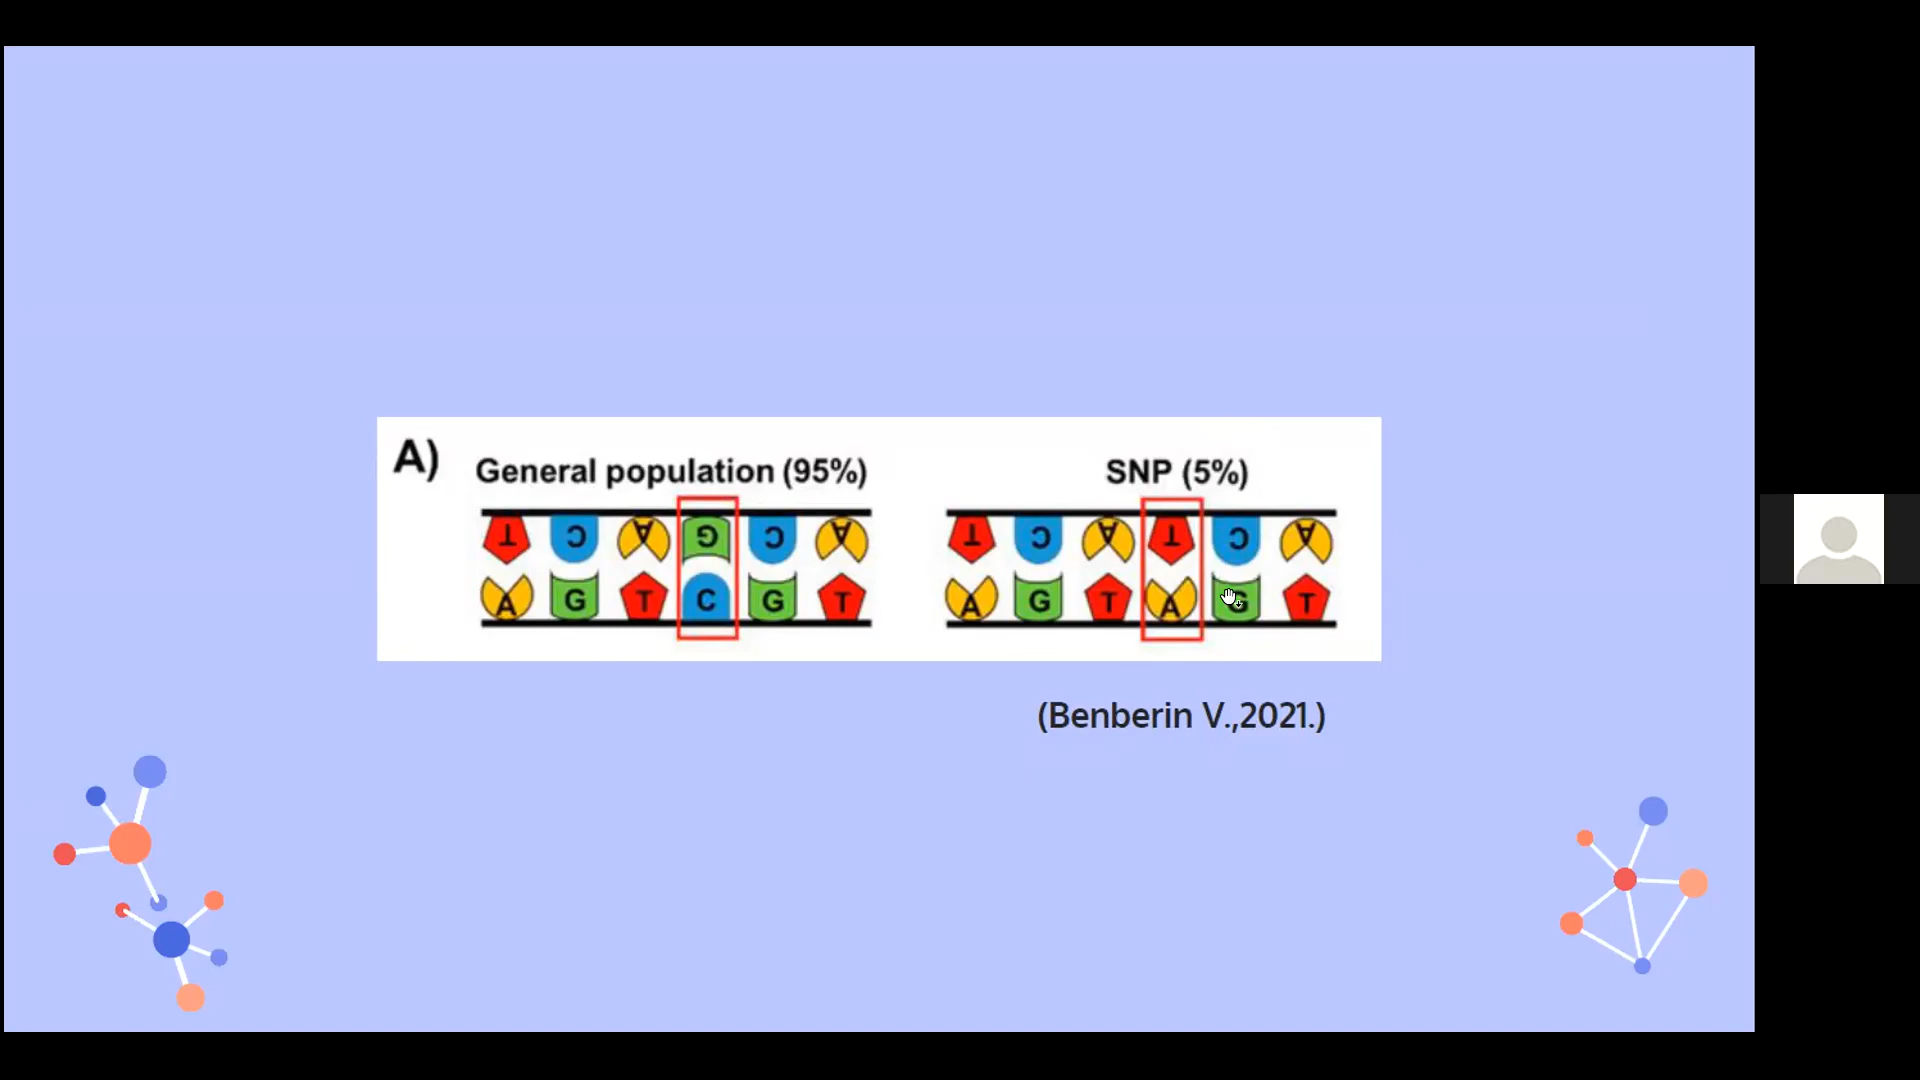 A)
General population (95%)
SNP (5%)
T C A G C A
T C A T C A
A G T C G T
A G T A G T
(Benberin V.,2021.)